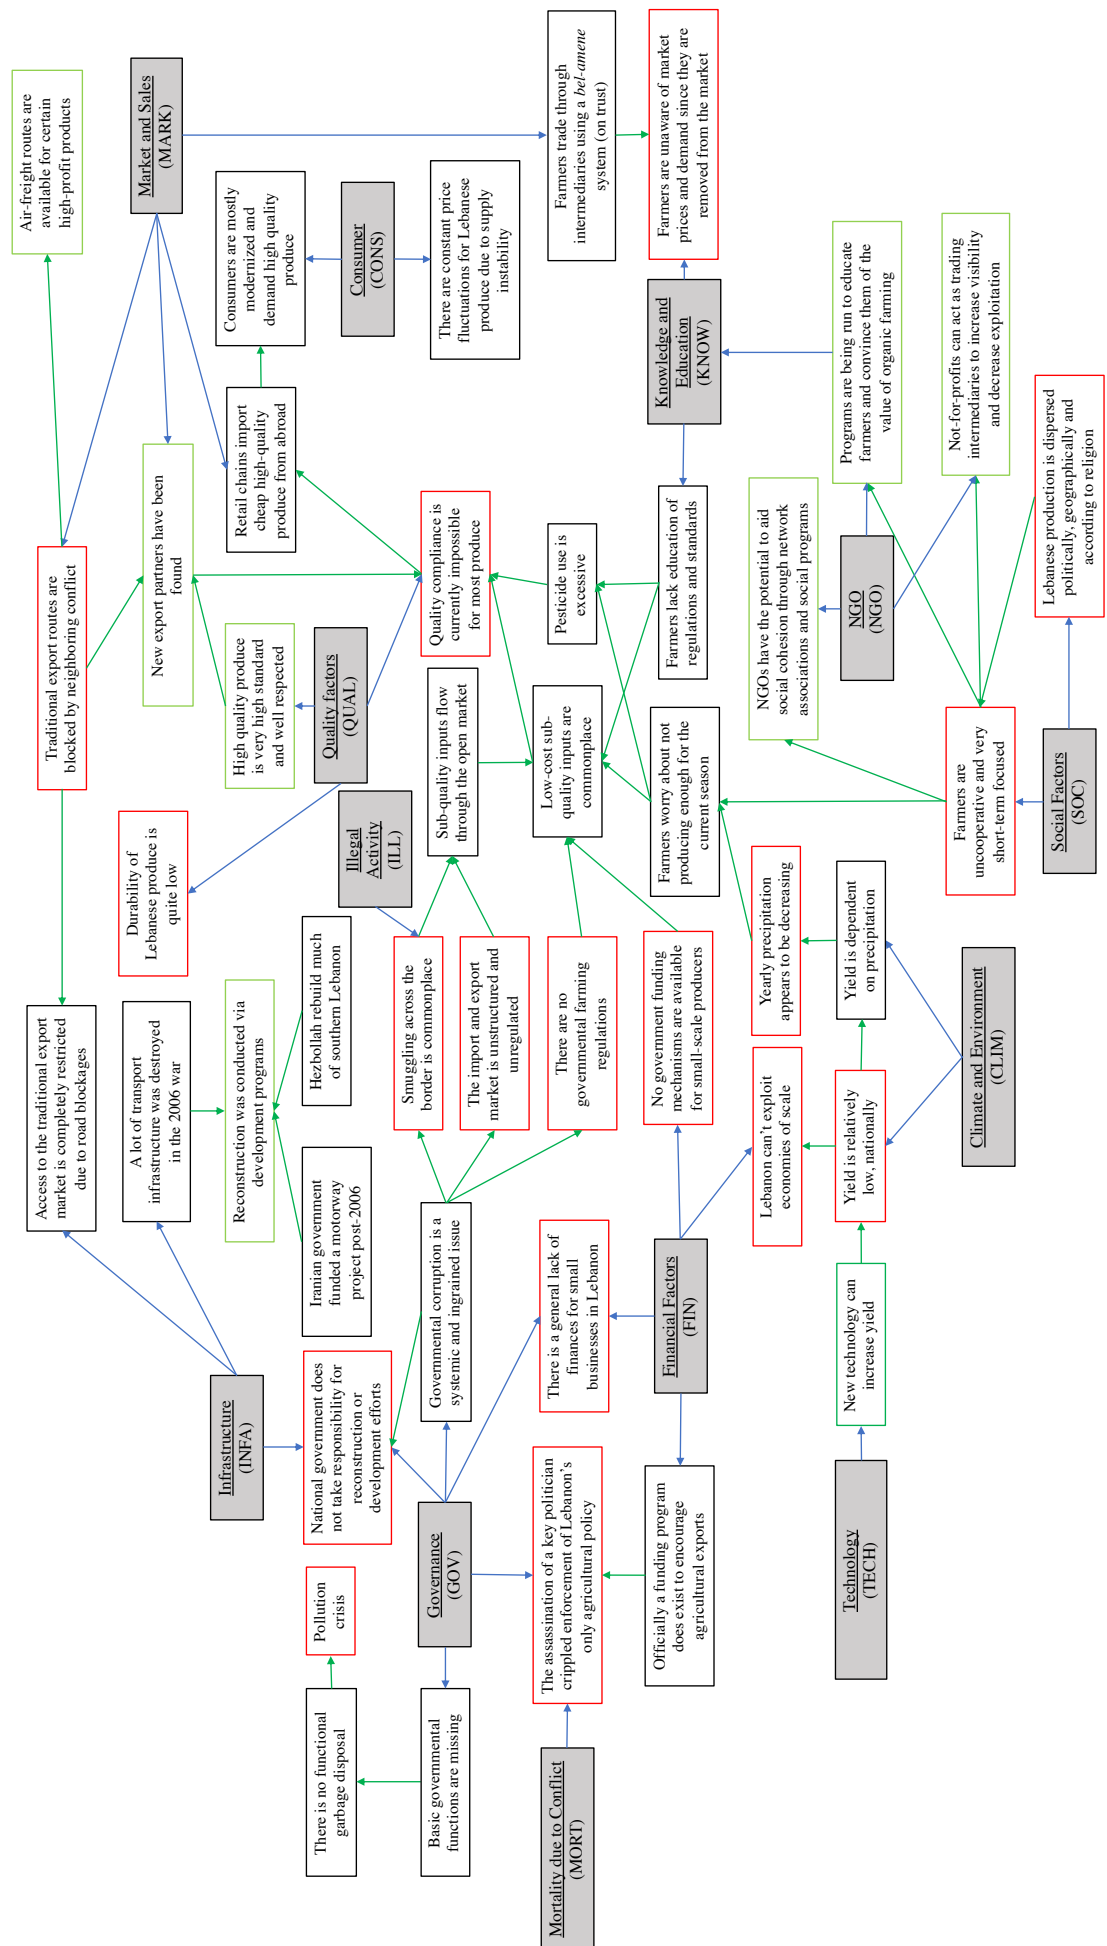 Access to the traditional export
market is completely restricted
due to road blockages
Traditional export routes are
blocked by neighboring conflict
Air-freight routes are
available for certain
high-profit products
A lot of transport
infrastructure was destroyed
in the 2006 war
Durability of
Lebanese produce is
quite low
New export partners have been
found
Market and Sales
(MARK)
Infrastructure
(INFA)
Reconstruction was conducted via
development programs
High quality produce
is very high standard
and well respected
Retail chains import
cheap high-quality
produce from abroad
Consumers are mostly
modernized and
demand high quality
produce
There is no functional
garbage disposal
Pollution
crisis
National government does
not take responsibility for
reconstruction or
development efforts
Iranian government
funded a motorway
project post-2006
Hezbollah rebuild much
of southern Lebanon
Quality factors
(QUAL)
Consumer
(CONS)
Illegal
Activity
(ILL)
Basic governmental
functions are missing
Governance
(GOV)
Governmental corruption is a
systemic and ingrained issue
Smuggling across the
border is commonplace
Sub-quality inputs flow
through the open market
Quality compliance is
currently impossible
for most produce
There are constant price
fluctuations for Lebanese
produce due to supply
instability
The import and export
market is unstructured and
unregulated
Mortality due to Conflict
(MORT)
The assassination of a key politician
crippled enforcement of Lebanon’s
only agricultural policy
There is a general lack of
finances for small
businesses in Lebanon
There are no
governmental farming
regulations
Low-cost sub-
quality inputs are
commonplace
Pesticide use is
excessive
Farmers trade through
intermediaries using a bel-amene
system (on trust)
Officially a funding program
does exist to encourage
agricultural exports
Financial Factors
(FIN)
No government funding
mechanisms are available
for small-scale producers
Farmers worry about not
producing enough for the
current season
Farmers lack education of
regulations and standards
Knowledge and
Education
(KNOW)
Farmers are unaware of market
prices and demand since they are
removed from the market
Lebanon can’t exploit
economies of scale
Yearly precipitation
appears to be decreasing
NGOs have the potential to aid
social cohesion through network
associations and social programs
Programs are being run to educate
farmers and convince them of the
value of organic farming
Technology
(TECH)
New technology can
increase yield
Yield is relatively
low, nationally
Yield is dependent
on precipitation
NGO
(NGO)
Not-for-profits can act as trading
intermediaries to increase visibility
and decrease exploitation
Climate and Environment
(CLIM)
Farmers are
uncooperative and very
short-term focused
Social Factors
(SOC)
Lebanese production is dispersed
politically, geographically and
according to religion